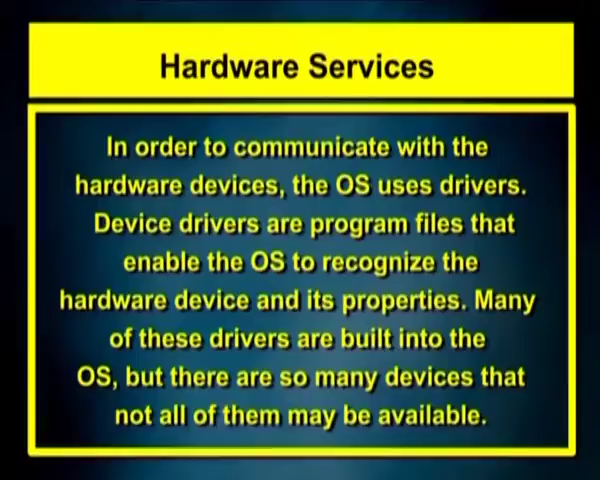 Hardware Services
In order to communicate with the
hardware devices, the OS uses drivers.
Device drivers are program files that
enable the OS to recognize the
hardware device and its properties. Many
of these drivers are built into the
OS, but there are so many devices that
not all of them may be available.